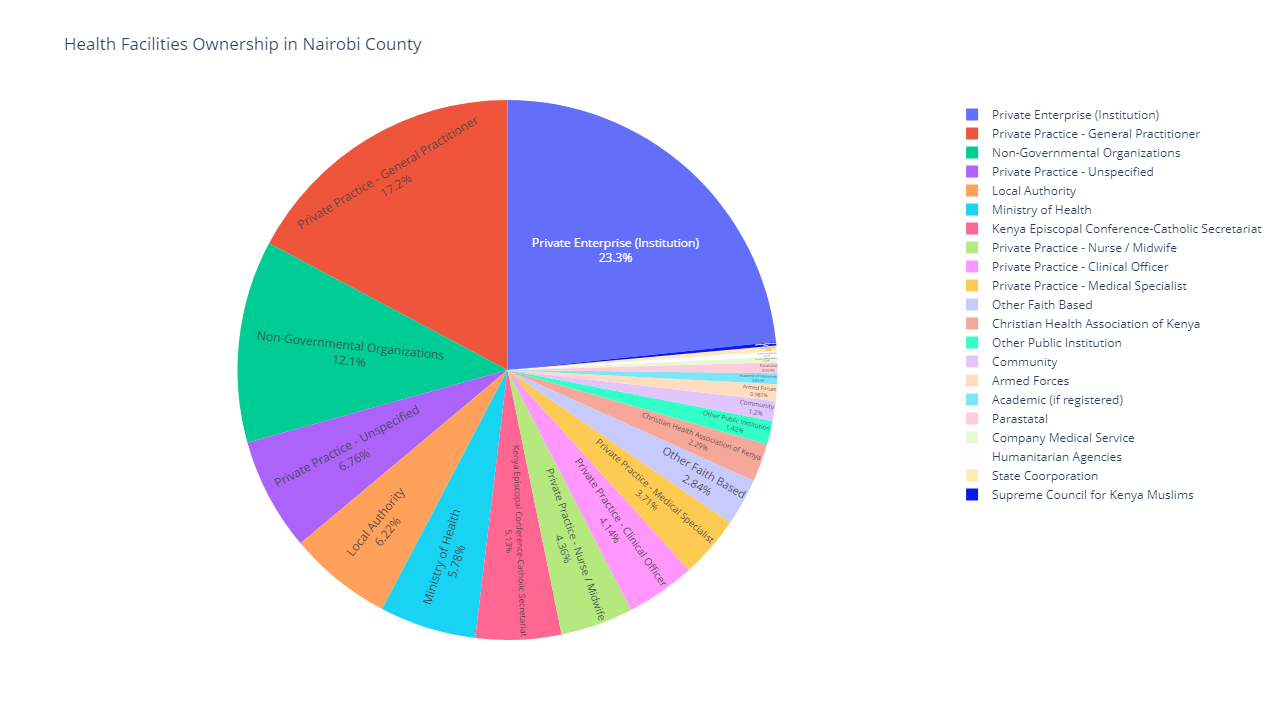 Health Facilities Ownership in Nairobi County
Private Enterprise (Institution)
23.3%
Private Practice - General Practitioner
17.2%
Non-Governmental Organizations
12.1%
Private Practice - Unspecified
6.76%
Local Authority
6.22%
Ministry of Health
5.78%
Kenya Episcopal Conference-Catholic Secretariat
5.13%
Private Practice - Nurse / Midwife
4.36%
Private Practice - Clinical Officer
4.14%
Private Practice - Medical Specialist
3.71%
Other Faith Based
2.84%
Christian Health Association of Kenya
2.29%
Other Public Institution
1.42%
Community
1.2%
Armed Forces
0.981%
Academic (if registered)
Parastatal
Private Enterprise (Institution)
Private Practice - General Practitioner
Non-Governmental Organizations
Private Practice - Unspecified
Local Authority
Ministry of Health
Kenya Episcopal Conference-Catholic Secretariat
Private Practice - Nurse / Midwife
Private Practice - Clinical Officer
Private Practice - Medical Specialist
Other Faith Based
Christian Health Association of Kenya
Other Public Institution
Community
Armed Forces
Academic (if registered)
Parastatal
Company Medical Service
Humanitarian Agencies
State Coorporation
Supreme Council for Kenya Muslims